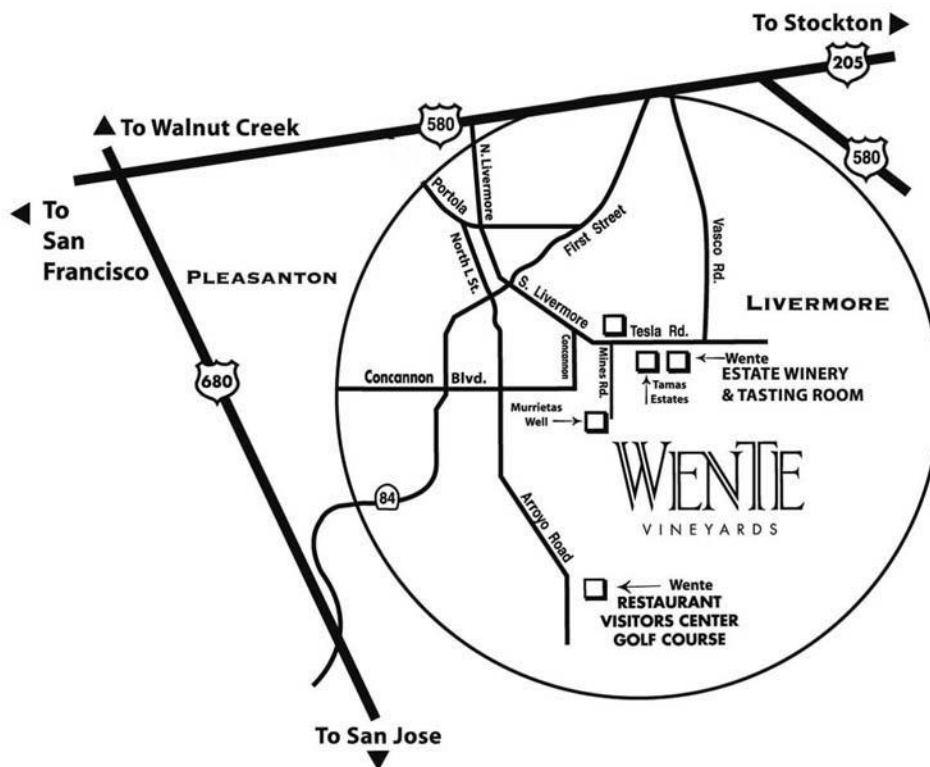 To Stockton
205
580
To Walnut Creek
580
To
San
Francisco
N. Livermore
Portola
First Street
Vasco Rd.
PLEASANTON
North L St.
S. Livermore
LIVERMORE
Tesla Rd.
680
Concannon
Mines Rd.
Wente
ESTATE WINERY
& TASTING ROOM
Tamas
Estates
Concannon Blvd.
Murrietas
Well
WENTE
VINEYARDS
84
Arroyo Road
Wente
RESTAURANT
VISITORS CENTER
GOLF COURSE
To San Jose